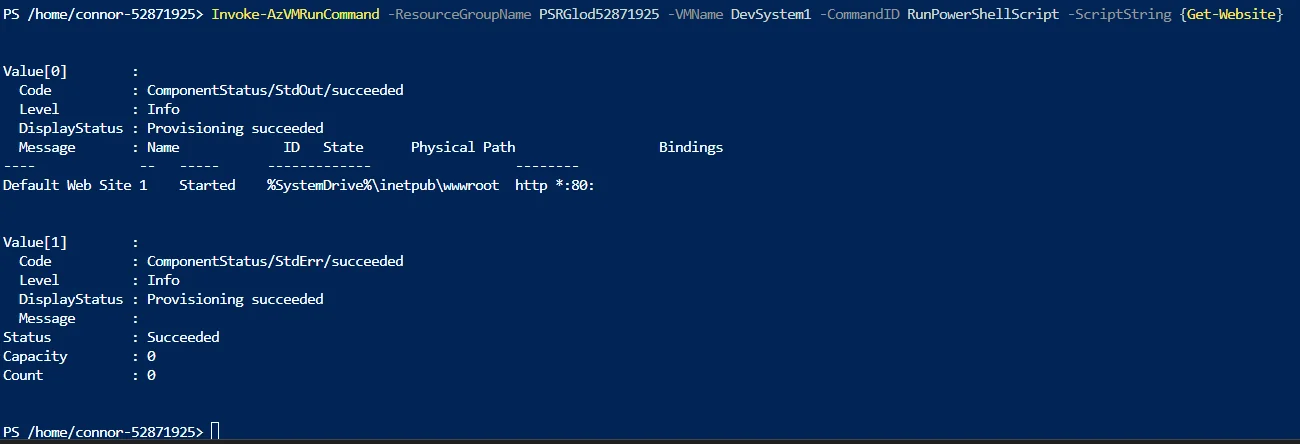 PS /home/connor-52871925> Invoke-AzVMRunCommand -ResourceGroupName PSRGlod52871925 -VMName DevSystem1 -CommandID RunPowerShellScript -ScriptString {Get-Website}
Value[0]        :
  Code          : ComponentStatus/StdOut/succeeded
  Level         : Info
  DisplayStatus : Provisioning succeeded
  Message       : Name             ID   State      Physical Path                  Bindings
----             --   -----      -------------                  --------
Default Web Site 1    Started    %SystemDrive%\inetpub\wwwroot  http *:80:
Value[1]        :
  Code          : ComponentStatus/StdErr/succeeded
  Level         : Info
  DisplayStatus : Provisioning succeeded
  Message       :
Status          : Succeeded
Capacity        : 0
Count           : 0
PS /home/connor-52871925>